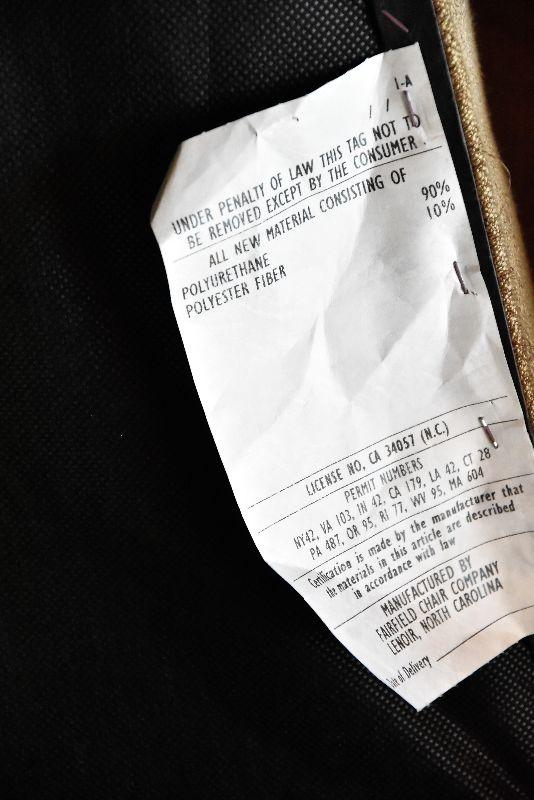 1-A
/ /
UNDER PENALTY OF LAW THIS TAG NOT TO
BE REMOVED EXCEPT BY THE CONSUMER
ALL NEW MATERIAL CONSISTING OF
POLYURETHANE 90%
POLYESTER FIBER 10%
LICENSE NO. CA 34057 (N.C.)
PERMIT NUMBERS
NY42, VA 103, IN 42, CA 179, LA 42, CT 28
PA 487, OR 95, RI 77, WV 95, MA 604
Certification is made by the manufacturer that
the materials in this article are described
in accordance with law
MANUFACTURED BY
FAIRFIELD CHAIR COMPANY
LENOIR, NORTH CAROLINA
of Delivery